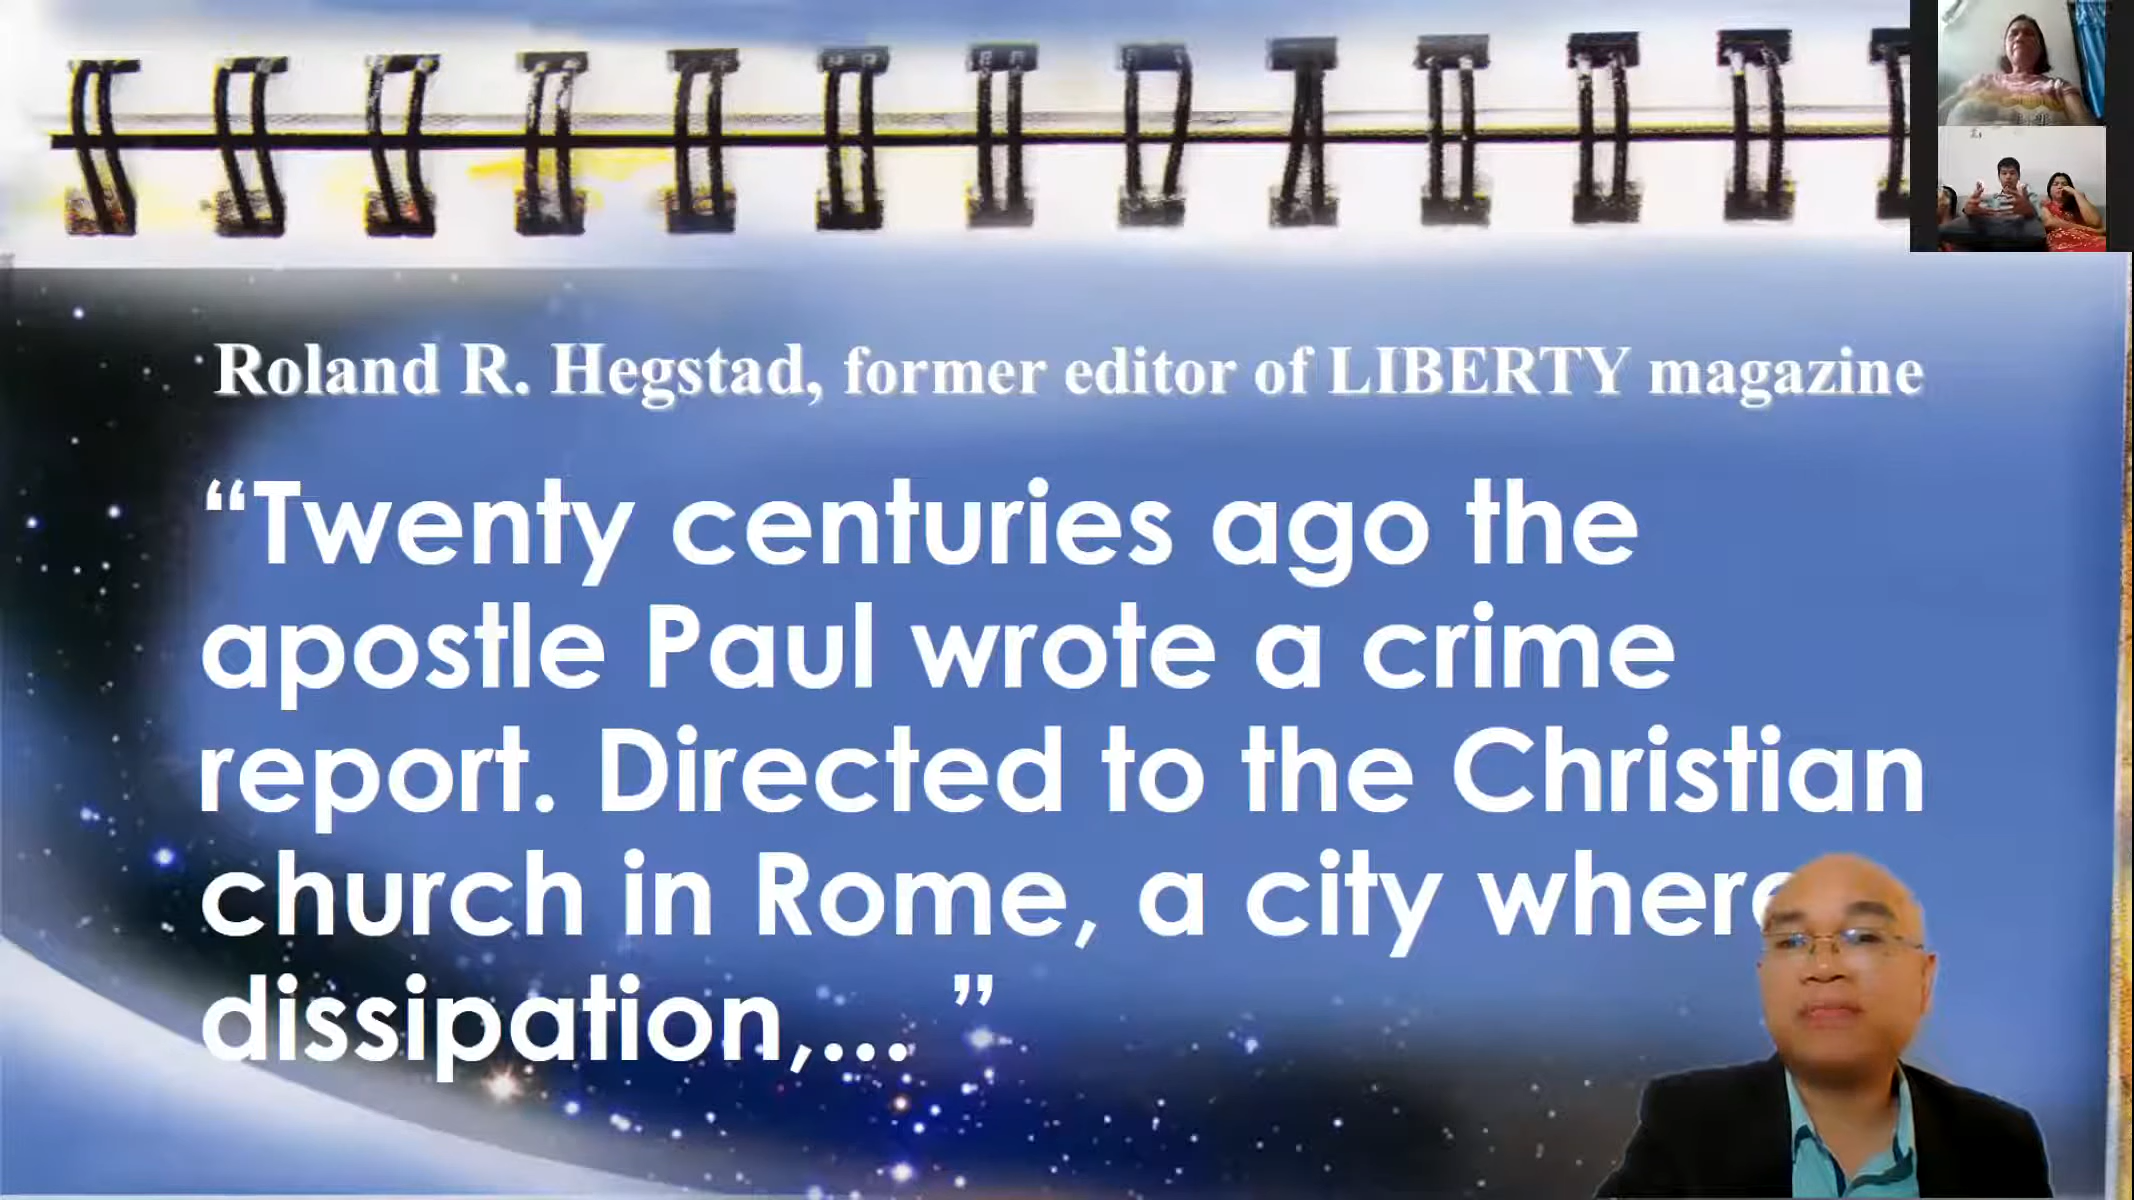 Roland R. Hegstad, former editor of LIBERTY magazine
“Twenty centuries ago the
apostle Paul wrote a crime
report. Directed to the Christian
church in Rome, a city where
dissipation,... ”